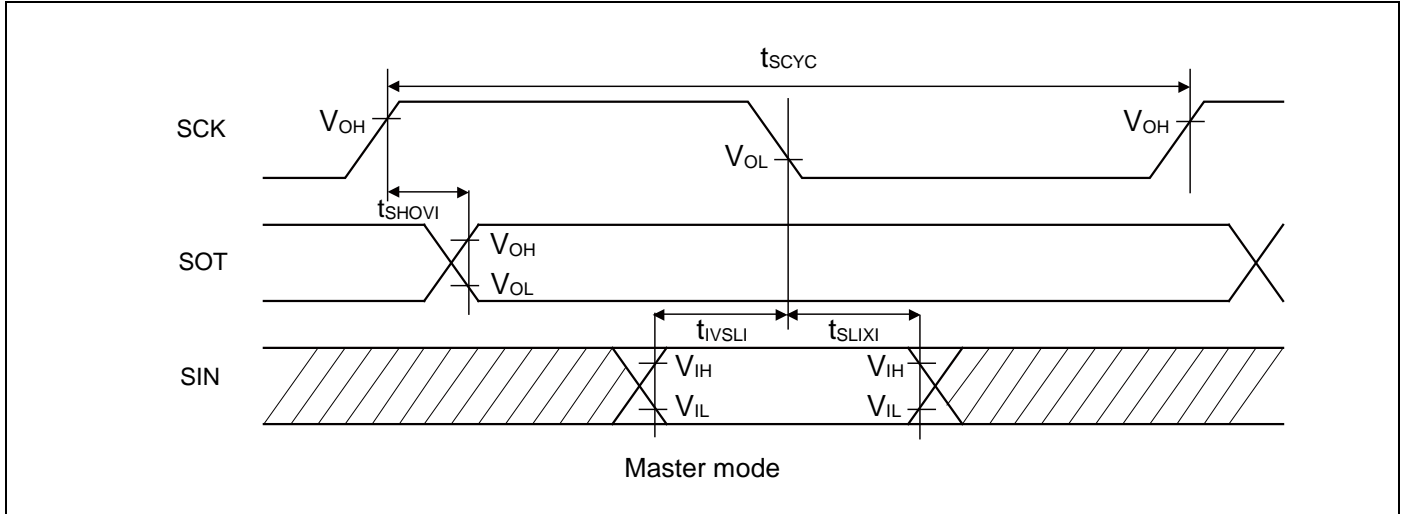 tSCYC
SCK VOH VOL VOH
tSHOVI
SOT VOH
VOL
tIVSLI tSLIXI
SIN VIH VIH
VIL VIL
Master mode